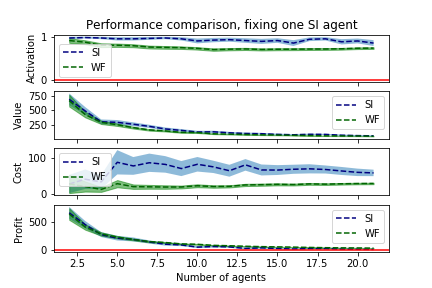 Performance comparison, fixing one SI agent
Activation
1
0
SI
WF
Value
750
500
250
SI
WF
Cost
100
0
SI
WF
Profit
500
0
SI
WF
2.5 5.0 7.5 10.0 12.5 15.0 17.5 20.0
Number of agents